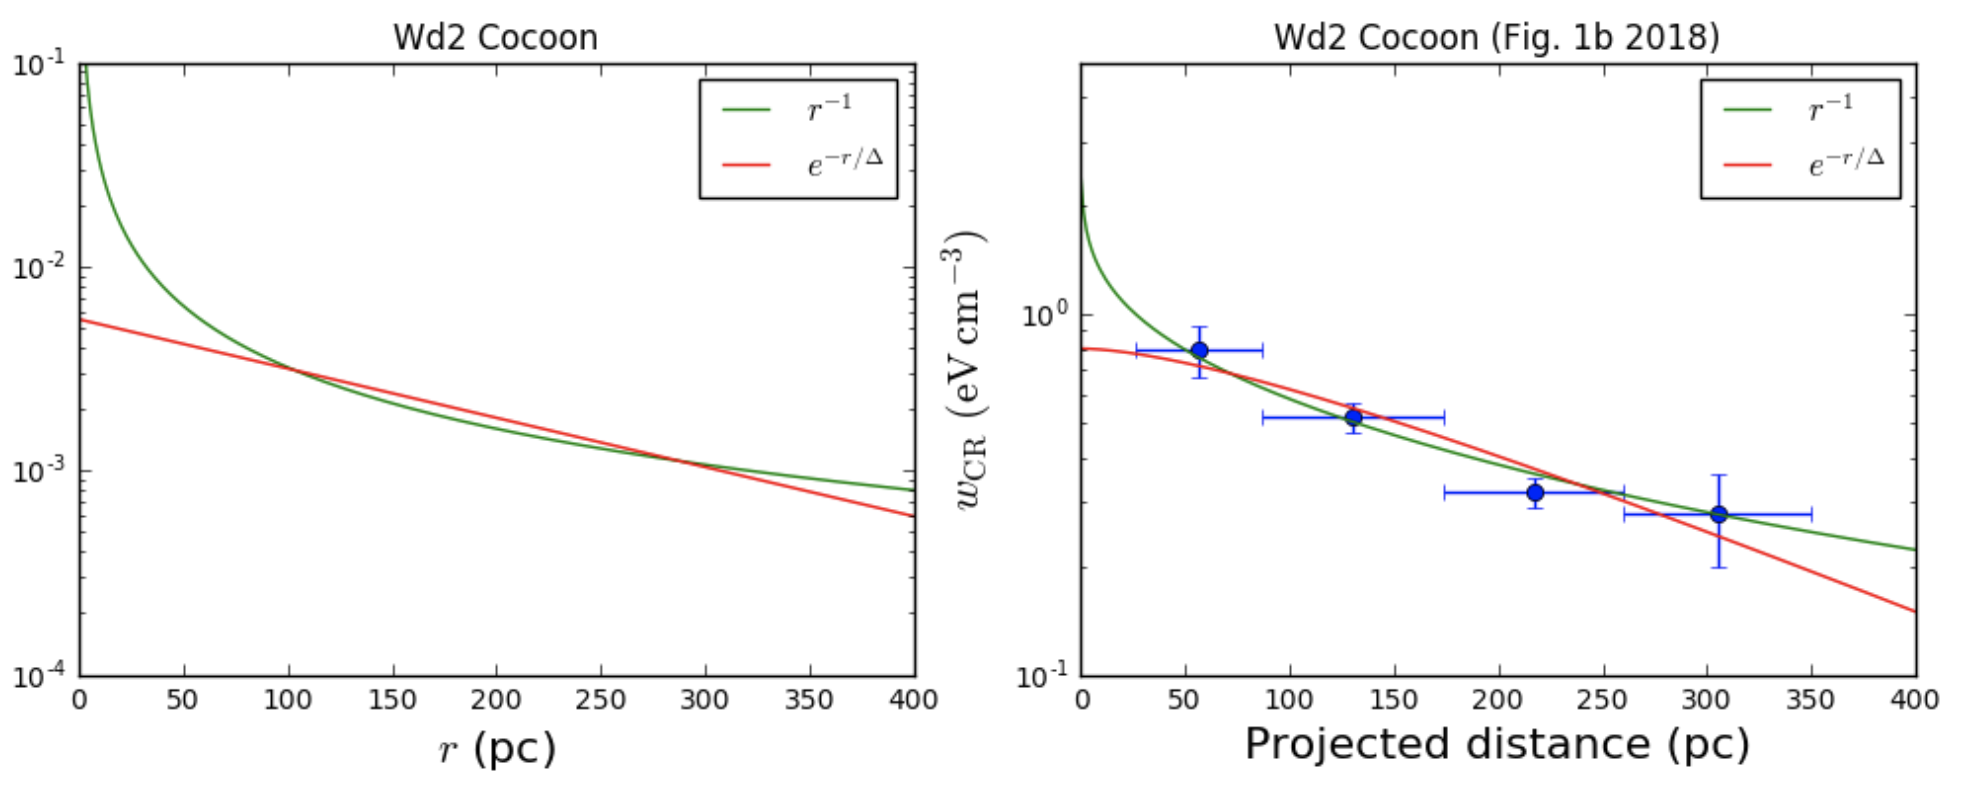 Wd2 Cocoon
10⁻¹
10⁻²
10⁻³
10⁻⁴
0 50 100 150 200 250 300 350 400
r (pc)
r⁻¹
e^{−r/Δ}
Wd2 Cocoon (Fig. 1b 2018)
w_CR (eV cm⁻³)
10⁰
10⁻¹
0 50 100 150 200 250 300 350 400
Projected distance (pc)
r⁻¹
e^{−r/Δ}